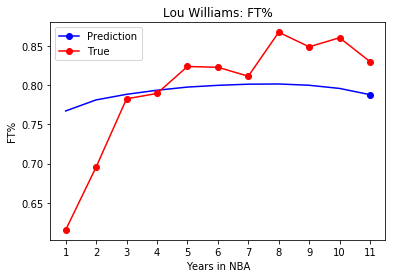 Lou Williams: FT%
Prediction
True
FT%
0.85
0.80
0.75
0.70
0.65
1 2 3 4 5 6 7 8 9 10 11
Years in NBA